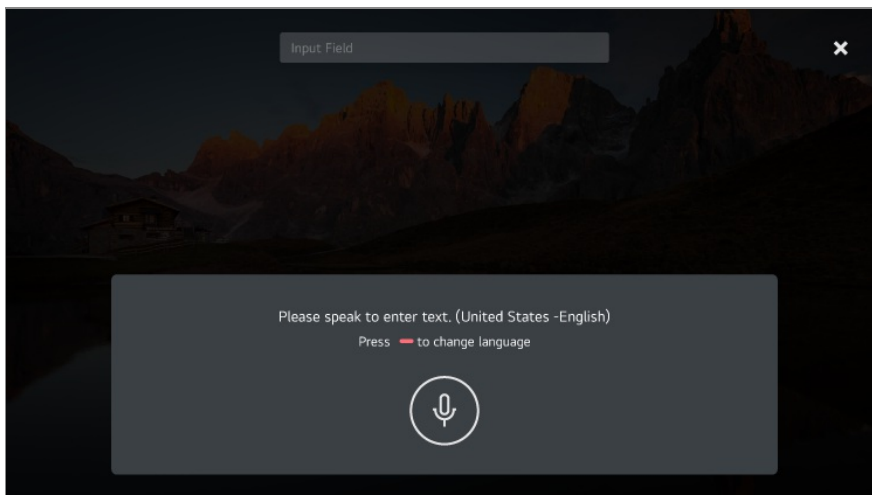 Input Field
Please speak to enter text. (United States -English)
Press to change language